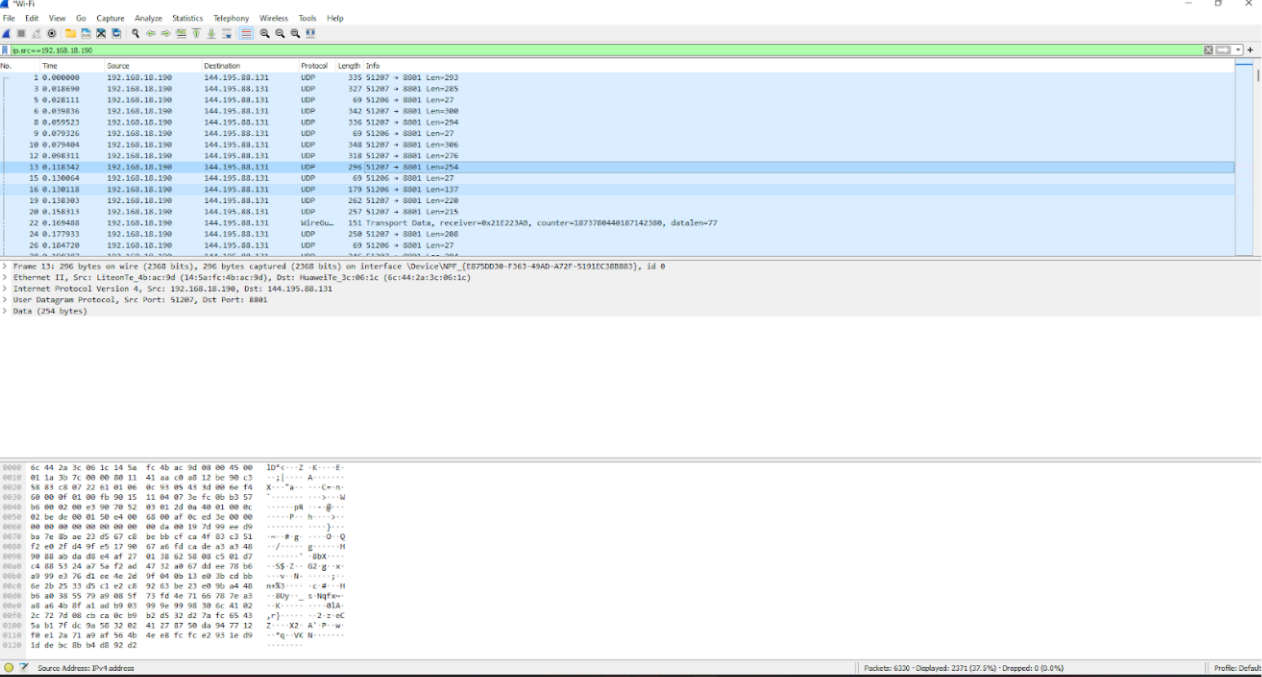 *Wi-Fi
File Edit View Go Capture Analyze Statistics Telephony Wireless Tools Help
ip.src==192.168.18.190
No. Time Source Destination Protocol Length Info
1 0.000000 192.168.18.190 144.195.88.131 UDP 335 51207 → 8801 Len=293
3 0.018690 192.168.18.190 144.195.88.131 UDP 327 51207 → 8801 Len=285
5 0.028111 192.168.18.190 144.195.88.131 UDP 69 51206 → 8801 Len=27
6 0.039836 192.168.18.190 144.195.88.131 UDP 342 51207 → 8801 Len=300
8 0.059523 192.168.18.190 144.195.88.131 UDP 336 51207 → 8801 Len=294
9 0.079326 192.168.18.190 144.195.88.131 UDP 69 51206 → 8801 Len=27
10 0.079404 192.168.18.190 144.195.88.131 UDP 348 51207 → 8801 Len=306
12 0.098311 192.168.18.190 144.195.88.131 UDP 318 51207 → 8801 Len=276
13 0.118342 192.168.18.190 144.195.88.131 UDP 296 51207 → 8801 Len=254
15 0.130064 192.168.18.190 144.195.88.131 UDP 69 51206 → 8801 Len=27
16 0.130118 192.168.18.190 144.195.88.131 UDP 179 51206 → 8801 Len=137
19 0.138303 192.168.18.190 144.195.88.131 UDP 262 51207 → 8801 Len=220
20 0.158313 192.168.18.190 144.195.88.131 UDP 257 51207 → 8801 Len=215
22 0.169488 192.168.18.190 144.195.88.131 WireGu… 151 Transport Data, receiver=0x21E223A8, counter=1873780440187142380, datalen=77
24 0.177933 192.168.18.190 144.195.88.131 UDP 250 51207 → 8801 Len=208
26 0.184720 192.168.18.190 144.195.88.131 UDP 69 51206 → 8801 Len=27
Frame 13: 296 bytes on wire (2368 bits), 296 bytes captured (2368 bits) on interface \Device\NPF_{E875DD30-F363-49AD-A72F-5191EC38B883}, id 0
Ethernet II, Src: LiteonTe_4b:ac:9d (14:5a:fc:4b:ac:9d), Dst: HuaweiTe_3c:06:1c (6c:44:2a:3c:06:1c)
Internet Protocol Version 4, Src: 192.168.18.190, Dst: 144.195.88.131
User Datagram Protocol, Src Port: 51207, Dst Port: 8801
Data (254 bytes)
0000 6c 44 2a 3c 06 1c 14 5a fc 4b ac 9d 08 00 45 00 lD*<···Z ·K····E·
0010 01 1a 3b 7c 00 00 80 11 41 aa c0 a8 12 be 90 c3 ··;|···· A·······
0020 58 83 c8 07 22 61 01 06 0c 93 05 43 3d 00 6e f4 X···"a·· ···C=·n·
0030 60 00 0f 01 00 fb 90 15 11 04 07 3e fc 0b b3 57 `······· ···>···W
0040 b6 00 02 00 e3 90 70 52 03 01 2d 0a 40 01 00 0c ······pR ··-·@···
0050 02 be de 00 01 50 e4 00 68 00 af 0c ed 3e 00 00 ·····P·· h····>··
0060 00 00 00 00 00 00 00 00 00 da 00 19 7d 99 ee d9 ········ ····}···
0070 ba 7e 8b ae 23 d5 67 c8 be bb cf ca 4f 83 c3 51 ·~··#·g· ····O··Q
0080 f2 e0 2f d4 9f e5 17 90 67 a6 fd ca de a3 a3 48 ··/····· g······H
0090 90 88 ab da d8 e4 af 27 01 38 62 58 08 c5 01 d7 ·······' ·8bX····
00a0 c4 88 53 24 a7 5a f2 ad 47 32 a0 67 dd ee 78 b6 ··S$·Z·· G2·g··x·
00b0 a9 99 e3 76 d1 ee 4e 2d 9f 04 0b 13 e0 3b cd bb ···v··N- ·····;··
00c0 6e 2b 25 33 d5 c1 e2 c8 92 63 be 23 e0 9b a4 48 n+%3···· ·c·#···H
00d0 b6 a0 38 55 79 a9 08 5f 73 fd 4e 71 66 78 7e a3 ··8Uy··_ s·Nqfx~·
00e0 a8 a6 4b 8f a1 ad b9 03 99 9e 99 98 30 6c 41 02 ··K····· ····0lA·
00f0 2c 72 7d 08 cb ca 0c b9 b2 d5 32 d2 7a fc 65 43 ,r}····· ··2·z·eC
0100 5a b1 7f dc 9a 58 32 02 41 27 87 50 da 94 77 12 Z····X2· A'·P··w·
0110 f0 e1 2a 71 a9 af 56 4b 4e e8 fc fc e2 93 1e d9 ··*q··VK N·······
0120 1d de bc 8b b4 d8 92 d2 ········
Source Address: IPv4 address
Packets: 6330 · Displayed: 2371 (37.5%) · Dropped: 0 (0.0%)
Profile: Default